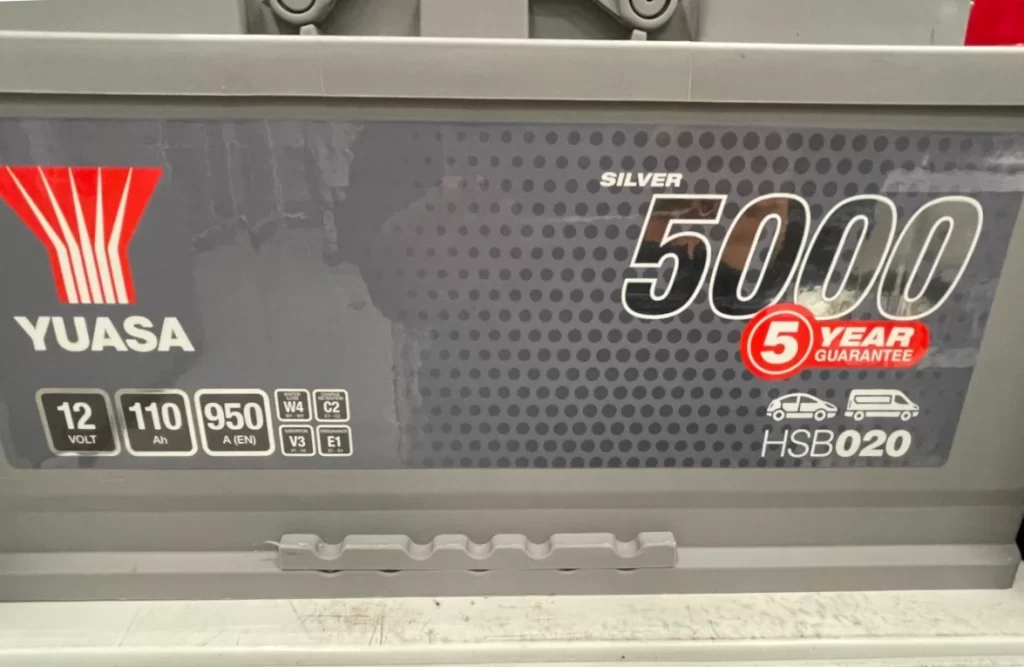 SILVER
5000
5 YEAR
GUARANTEE
YUASA
12
VOLT
110
Ah
950
A (EN)
W4
C2
V3
E1
HSB020